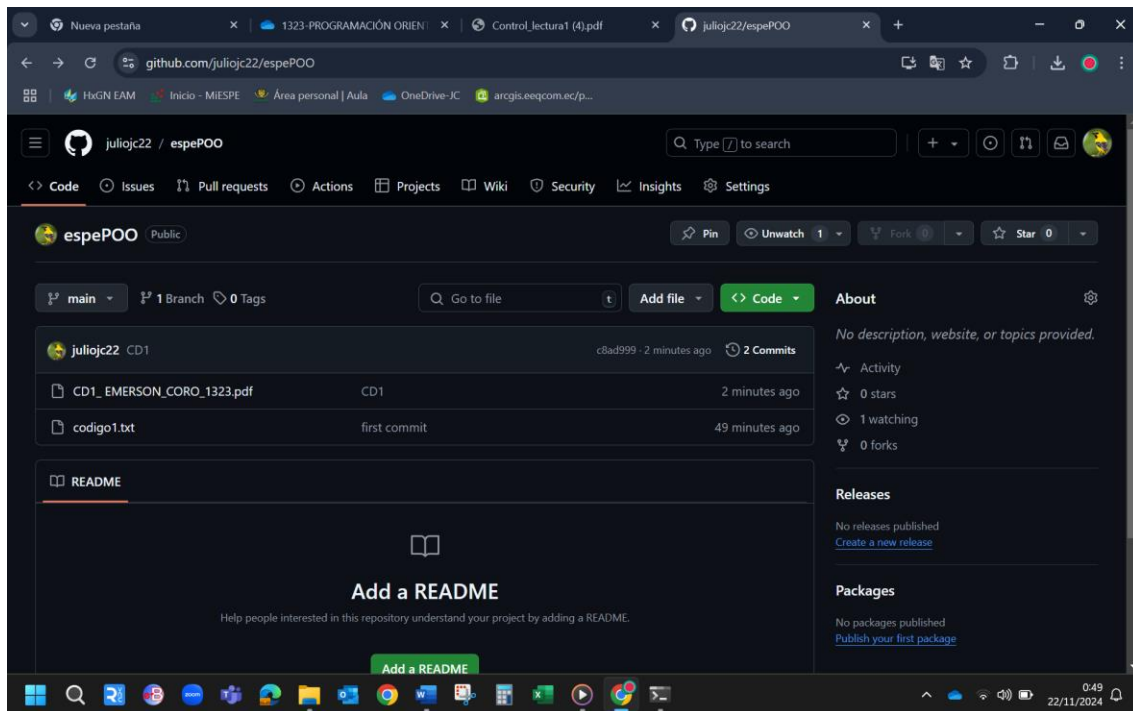 Nueva pestaña
1323-PROGRAMACIÓN ORIENT
Control_lectura1 (4).pdf
juliojc22/espePOO
github.com/juliojc22/espePOO
HxGN EAM
Inicio - MiESPE
Área personal | Aula
OneDrive-JC
arcgis.eeqcom.ec/p...
juliojc22 / espePOO
Type / to search
<> Code
Issues
Pull requests
Actions
Projects
Wiki
Security
Insights
Settings
espePOO Public
Pin
Unwatch 1
Fork 0
Star 0
main
1 Branch
0 Tags
Go to file t
Add file
<> Code
About
juliojc22 CD1
c8ad999 · 2 minutes ago
2 Commits
No description, website, or topics provided.
CD1_ EMERSON_CORO_1323.pdf
CD1
2 minutes ago
Activity
0 stars
codigo1.txt
first commit
49 minutes ago
1 watching
0 forks
README
Releases
No releases published
Create a new release
Add a README
Help people interested in this repository understand your project by adding a README.
Add a README
Packages
No packages published
Publish your first package
0:49
22/11/2024